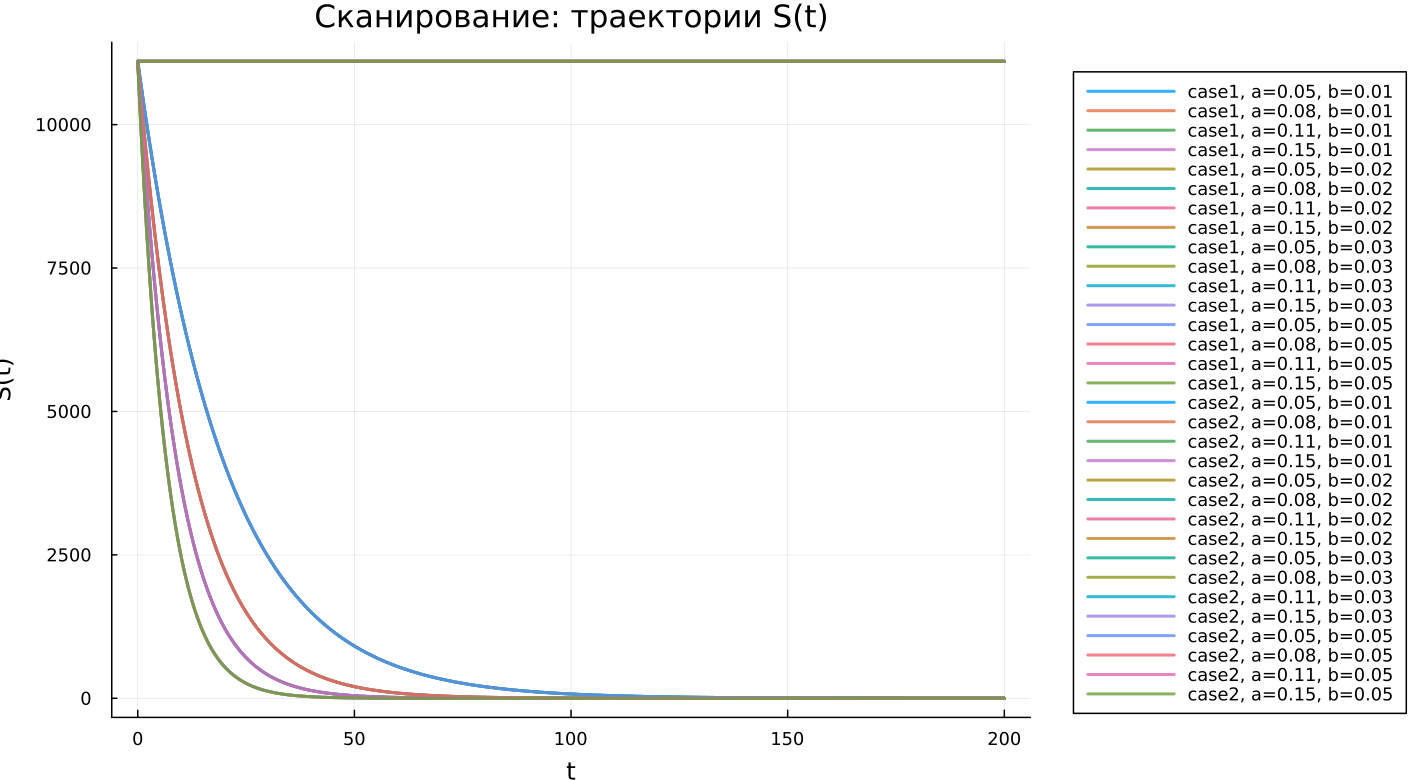 Сканирование: траектории S(t)
S(t)
10000
7500
5000
2500
0
0 50 100 150 200
t
case1, a=0.05, b=0.01
case1, a=0.08, b=0.01
case1, a=0.11, b=0.01
case1, a=0.15, b=0.01
case1, a=0.05, b=0.02
case1, a=0.08, b=0.02
case1, a=0.11, b=0.02
case1, a=0.15, b=0.02
case1, a=0.05, b=0.03
case1, a=0.08, b=0.03
case1, a=0.11, b=0.03
case1, a=0.15, b=0.03
case1, a=0.05, b=0.05
case1, a=0.08, b=0.05
case1, a=0.11, b=0.05
case1, a=0.15, b=0.05
case2, a=0.05, b=0.01
case2, a=0.08, b=0.01
case2, a=0.11, b=0.01
case2, a=0.15, b=0.01
case2, a=0.05, b=0.02
case2, a=0.08, b=0.02
case2, a=0.11, b=0.02
case2, a=0.15, b=0.02
case2, a=0.05, b=0.03
case2, a=0.08, b=0.03
case2, a=0.11, b=0.03
case2, a=0.15, b=0.03
case2, a=0.05, b=0.05
case2, a=0.08, b=0.05
case2, a=0.11, b=0.05
case2, a=0.15, b=0.05